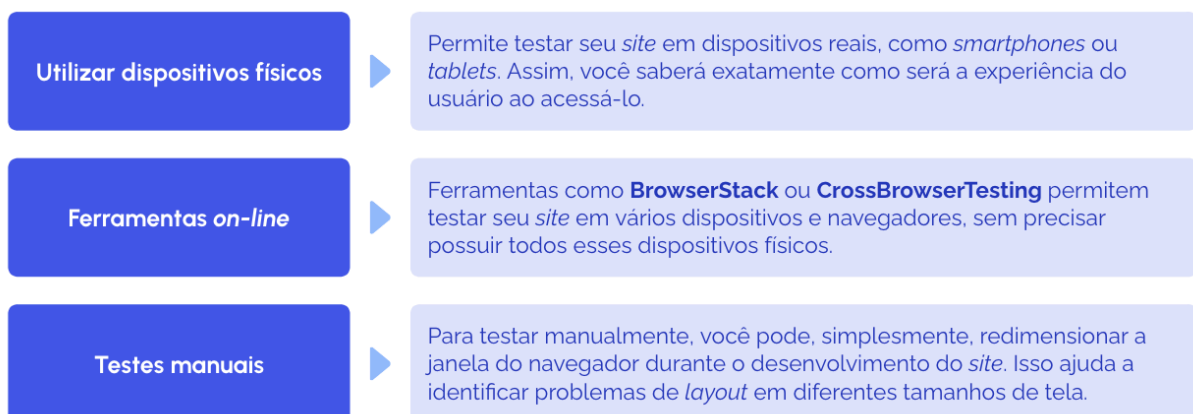 Utilizar dispositivos físicos
Permite testar seu site em dispositivos reais, como smartphones ou
tablets. Assim, você saberá exatamente como será a experiência do
usuário ao acessá-lo.
Ferramentas on-line
Ferramentas como BrowserStack ou CrossBrowserTesting permitem
testar seu site em vários dispositivos e navegadores, sem precisar
possuir todos esses dispositivos físicos.
Testes manuais
Para testar manualmente, você pode, simplesmente, redimensionar a
janela do navegador durante o desenvolvimento do site. Isso ajuda a
identificar problemas de layout em diferentes tamanhos de tela.